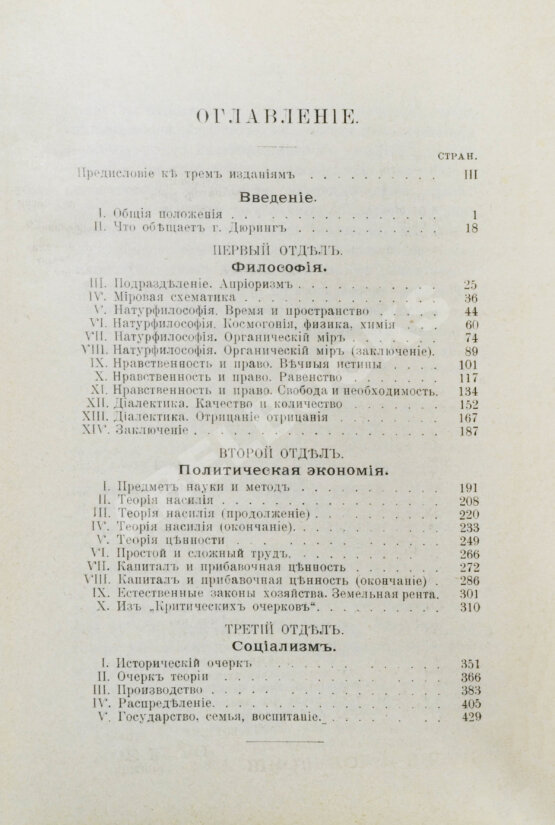 ОГЛАВЛЕНІЕ.
СТРАН.
Предисловіе къ тремъ изданіямъ . . . . . . . . . . III
Введеніе.
I. Общія положенія . . . . . . . . . . . . . . . 1
II. Что обѣщаетъ г. Дюрингъ . . . . . . . . . . . 18
ПЕРВЫЙ ОТДѢЛЪ.
Философія.
III. Подраздѣленіе. Апріоризмъ . . . . . . . . . . 25
IV. Міровая схематика . . . . . . . . . . . . . . 36
V. Натурфилософія. Время и пространство . . . . . 44
VI. Натурфилософія. Космогонія, физика, химія . . . 60
VII. Натурфилософія. Органическій міръ . . . . . . . 74
VIII. Натурфилософія. Органическій міръ (заключеніе). 89
IX. Нравственность и право. Вѣчныя истины . . . . 101
X. Нравственность и право. Равенство . . . . . . 117
XI. Нравственность и право. Свобода и необходимость. 134
XII. Діалектика. Качество и количество . . . . . . 152
XIII. Діалектика. Отрицаніе отрицанія . . . . . . . 167
XIV. Заключеніе . . . . . . . . . . . . . . . . . 187
ВТОРОЙ ОТДѢЛЪ.
Политическая экономія.
I. Предметъ науки и методъ . . . . . . . . . . . 191
II. Теорія насилія . . . . . . . . . . . . . . . . 208
III. Теорія насилія (продолженіе) . . . . . . . . . 220
IV. Теорія насилія (окончаніе). . . . . . . . . . . 233
V. Теорія цѣнности . . . . . . . . . . . . . . . 249
VI. Простой и сложный трудъ. . . . . . . . . . . . 266
VII. Капиталъ и прибавочная цѣнность . . . . . . . 272
VIII. Капиталъ и прибавочная цѣнность (окончаніе) . 286
IX. Естественные законы хозяйства. Земельная рента. 301
X. Изъ „Критическихъ очерковъ“. . . . . . . . . . 310
ТРЕТІЙ ОТДѢЛЪ.
Соціализмъ.
I. Историческій очеркъ . . . . . . . . . . . . . 351
II. Очеркъ теоріи . . . . . . . . . . . . . . . . 366
III. Производство . . . . . . . . . . . . . . . . 383
IV. Распредѣленіе. . . . . . . . . . . . . . . . . 405
V. Государство, семья, воспитаніе. . . . . . . . . 429